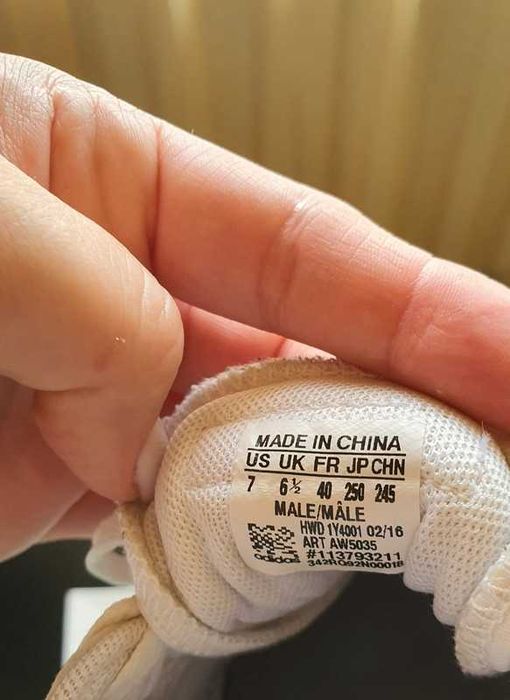 MADE IN CHINA
US UK FR JP CHN
7 6½ 40 250 245
MALE/MÂLE
HWD 1Y4001 02/16
ART AW5035
#113793211
adidas